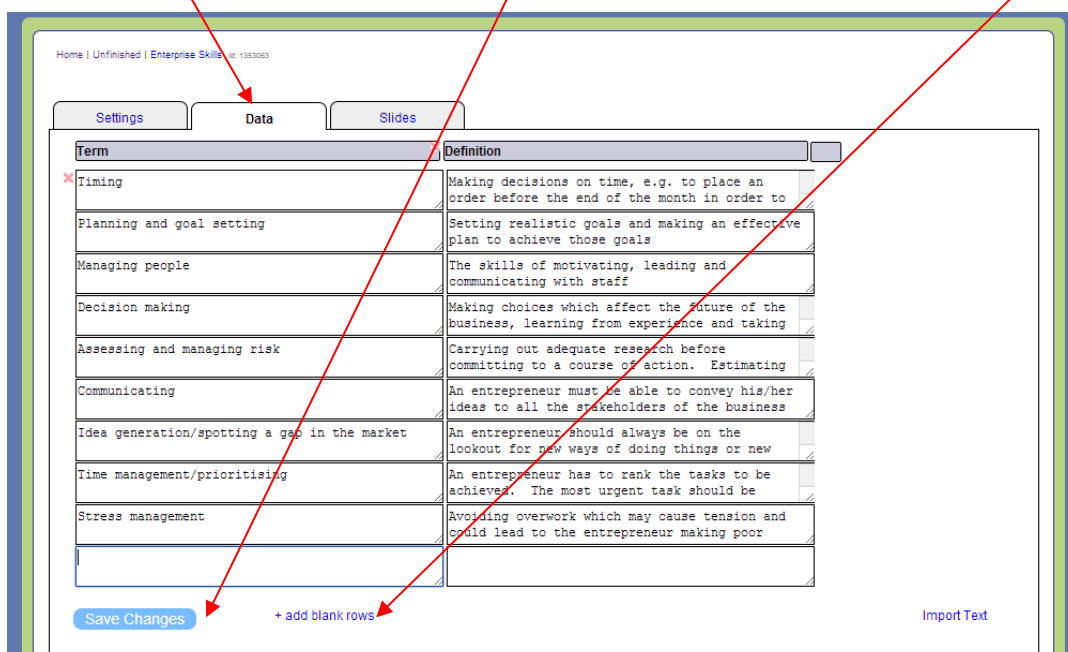 Home | Unfinished | Enterprise Skills Id: 1353063
Settings
Data
Slides
Term
Definition
Timing
Making decisions on time, e.g. to place an
order before the end of the month in order to
Planning and goal setting
Setting realistic goals and making an effective
plan to achieve those goals
Managing people
The skills of motivating, leading and
communicating with staff
Decision making
Making choices which affect the future of the
business, learning from experience and taking
Assessing and managing risk
Carrying out adequate research before
committing to a course of action. Estimating
Communicating
An entrepreneur must be able to convey his/her
ideas to all the stakeholders of the business
Idea generation/spotting a gap in the market
An entrepreneur should always be on the
lookout for new ways of doing things or new
Time management/prioritising
An entrepreneur has to rank the tasks to be
achieved. The most urgent task should be
Stress management
Avoiding overwork which may cause tension and
could lead to the entrepreneur making poor
Save Changes
+ add blank rows
Import Text